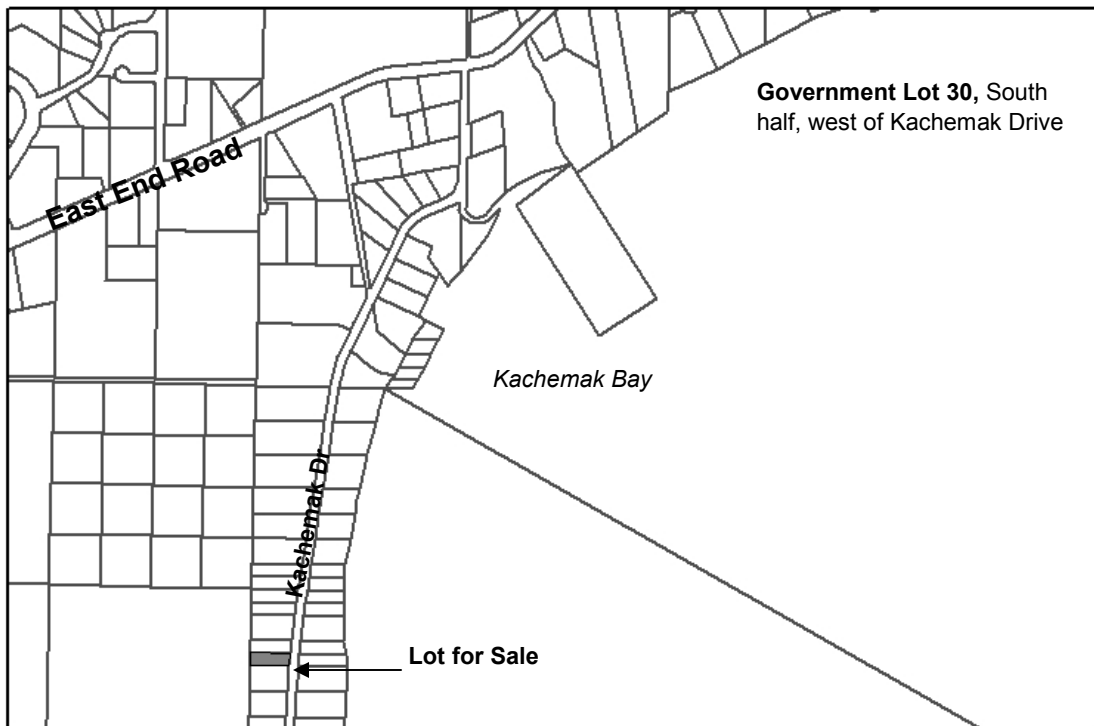 Government Lot 30, South
half, west of Kachemak Drive
East End Road
Kachemak Bay
Kachemak Dr
Lot for Sale